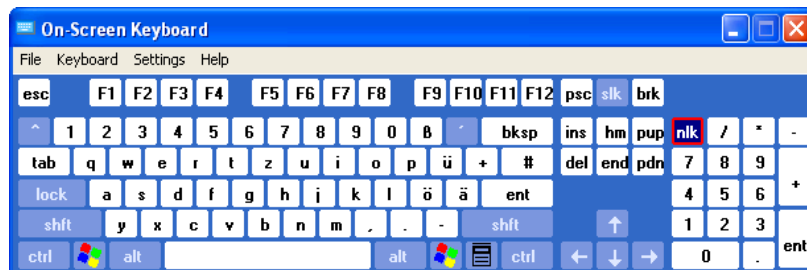 On-Screen Keyboard
File Keyboard Settings Help
esc F1 F2 F3 F4 F5 F6 F7 F8 F9 F10 F11 F12 psc slk brk
^ 1 2 3 4 5 6 7 8 9 0 ß ´ bksp ins hm pup nlk / * -
tab q w e r t z u i o p ü + # del end pdn 7 8 9 +
lock a s d f g h j k l ö ä ent 4 5 6
shft y x c v b n m , . - shft ↑ 1 2 3 ent
ctrl alt alt ctrl ← ↓ → 0 .